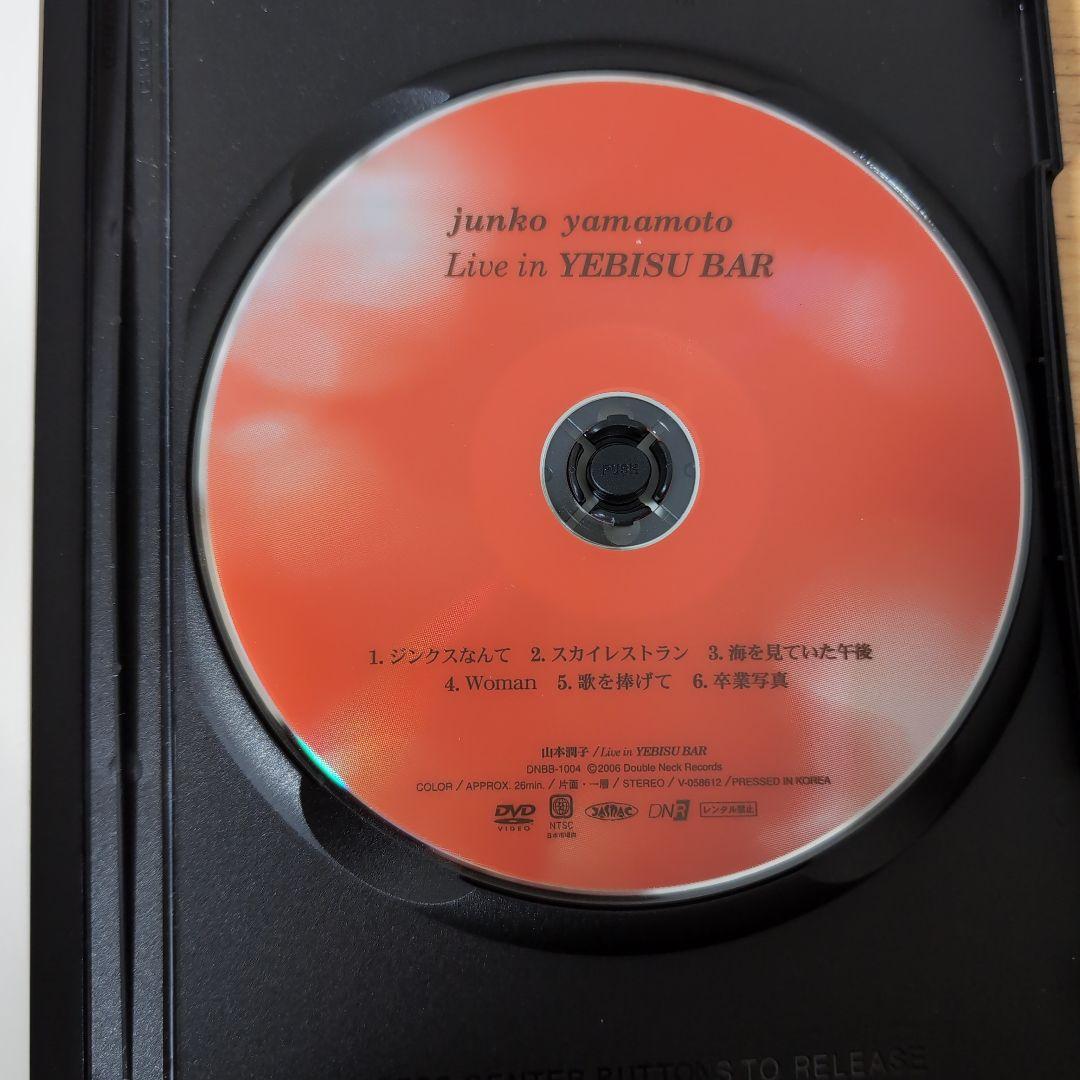 junko yamamoto
Live in YEBISU BAR
PUSH
1. ジンクスなんて 2. スカイレストラン 3. 海を見ていた午後
4. Woman 5. 歌を捧げて 6. 卒業写真
山本潤子 / Live in YEBISU BAR
DNBB-1004 ©2006 Double Neck Records
COLOR / APPROX. 26min. / 片面・一層 / STEREO / V-058612 / PRESSED IN KOREA
DVD VIDEO NTSC 日本市場向 JASRAC DNR レンタル禁止
CENTER BUTTONS TO RELEASE